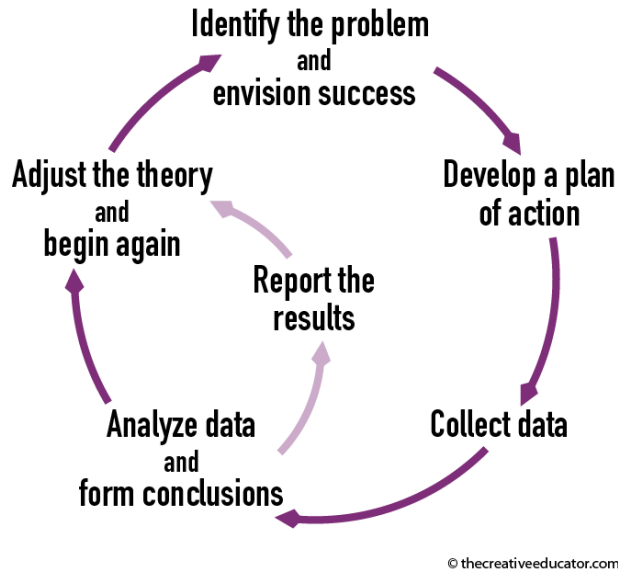 Identify the problem
and
envision success
Develop a plan
of action
Collect data
Analyze data
and
form conclusions
Report the
results
Adjust the theory
and
begin again
© thecreativeeducator.com